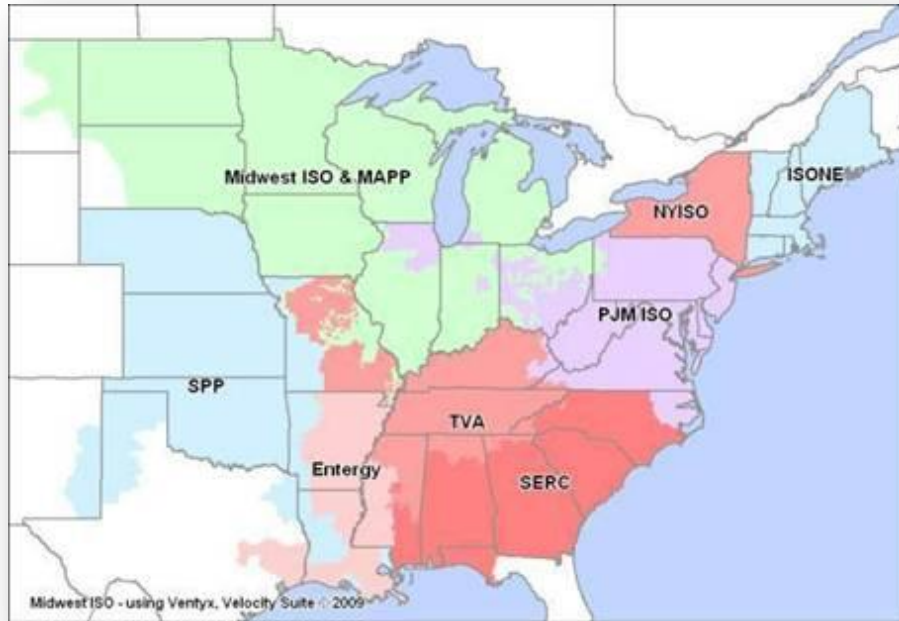 Midwest ISO & MAPP
ISONE
NYISO
PJM ISO
SPP
TVA
Entergy
SERC
Midwest ISO - using Ventyx, Velocity Suite © 2009